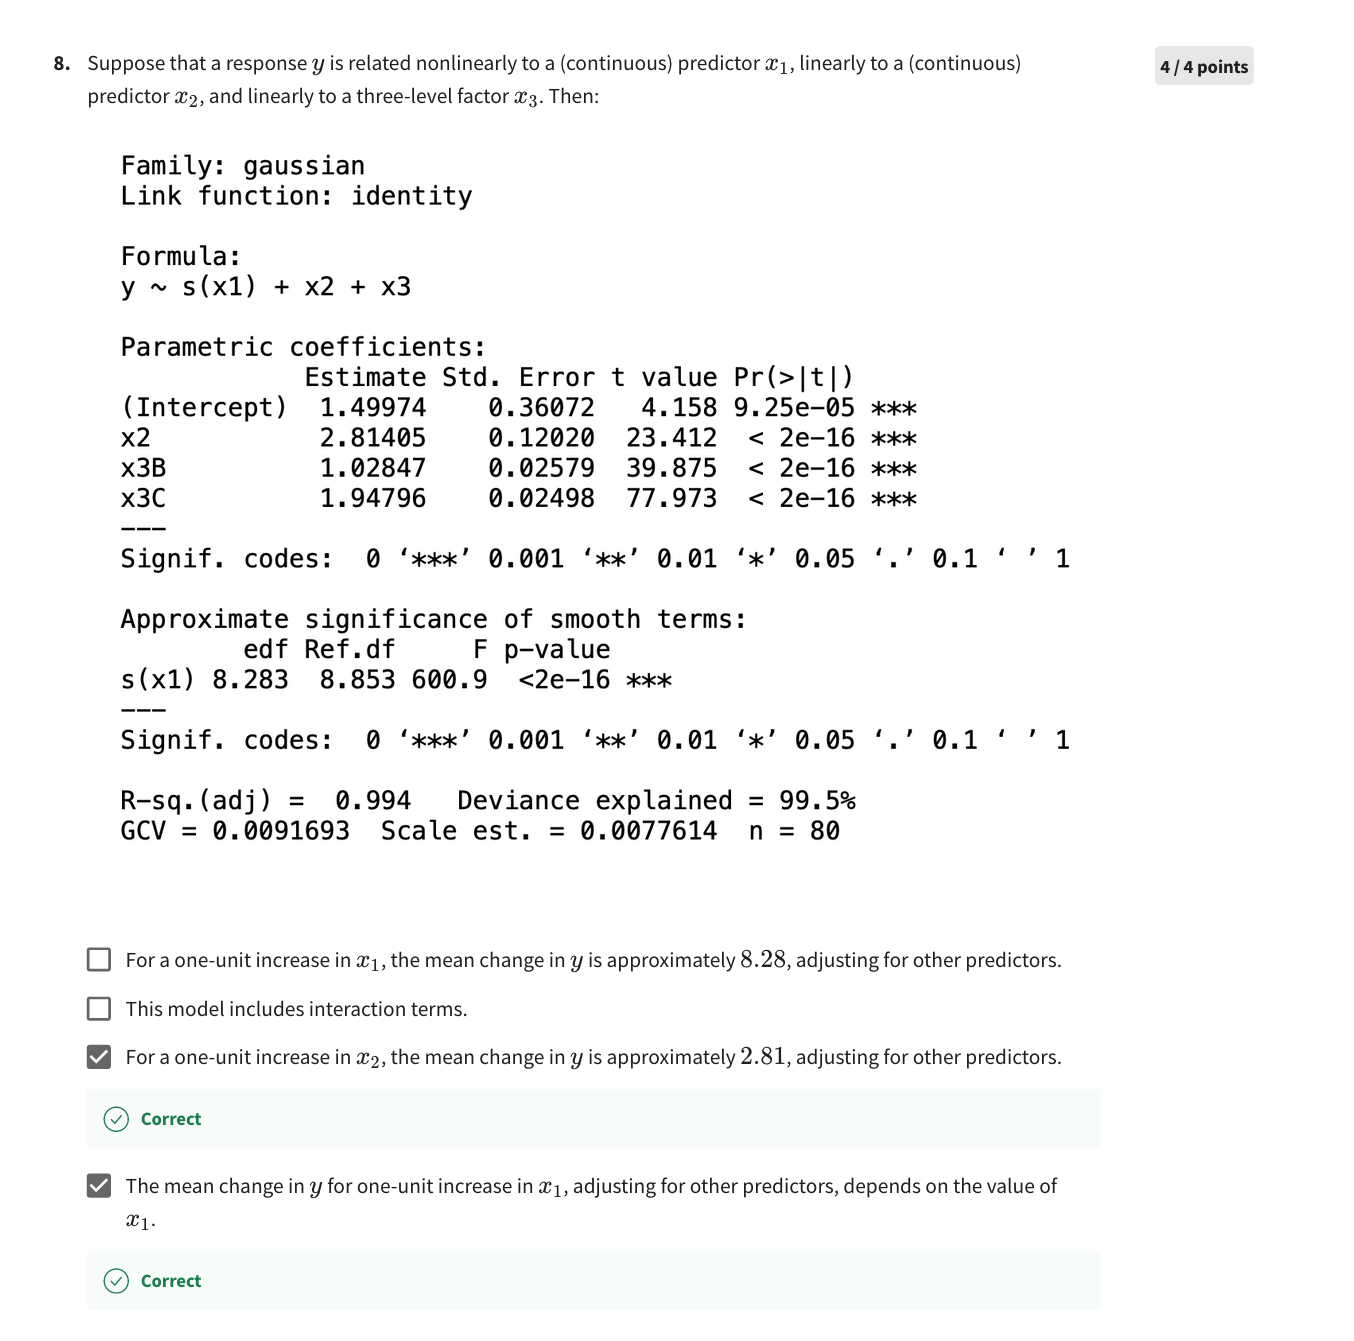 8. Suppose that a response y is related nonlinearly to a (continuous) predictor x₁, linearly to a (continuous)
4 / 4 points
predictor x₂, and linearly to a three-level factor x₃. Then:
Family: gaussian
Link function: identity
Formula:
y ~ s(x1) + x2 + x3
Parametric coefficients:
            Estimate Std. Error t value Pr(>|t|)
(Intercept)  1.49974    0.36072   4.158 9.25e-05 ***
x2           2.81405    0.12020  23.412  < 2e-16 ***
x3B          1.02847    0.02579  39.875  < 2e-16 ***
x3C          1.94796    0.02498  77.973  < 2e-16 ***
---
Signif. codes:  0 ‘***’ 0.001 ‘**’ 0.01 ‘*’ 0.05 ‘.’ 0.1 ‘ ’ 1
Approximate significance of smooth terms:
        edf Ref.df     F p-value
s(x1) 8.283  8.853 600.9  <2e-16 ***
---
Signif. codes:  0 ‘***’ 0.001 ‘**’ 0.01 ‘*’ 0.05 ‘.’ 0.1 ‘ ’ 1
R-sq.(adj) =  0.994   Deviance explained = 99.5%
GCV = 0.0091693  Scale est. = 0.0077614  n = 80
For a one-unit increase in x₁, the mean change in y is approximately 8.28, adjusting for other predictors.
This model includes interaction terms.
For a one-unit increase in x₂, the mean change in y is approximately 2.81, adjusting for other predictors.
Correct
The mean change in y for one-unit increase in x₁, adjusting for other predictors, depends on the value of
x₁.
Correct